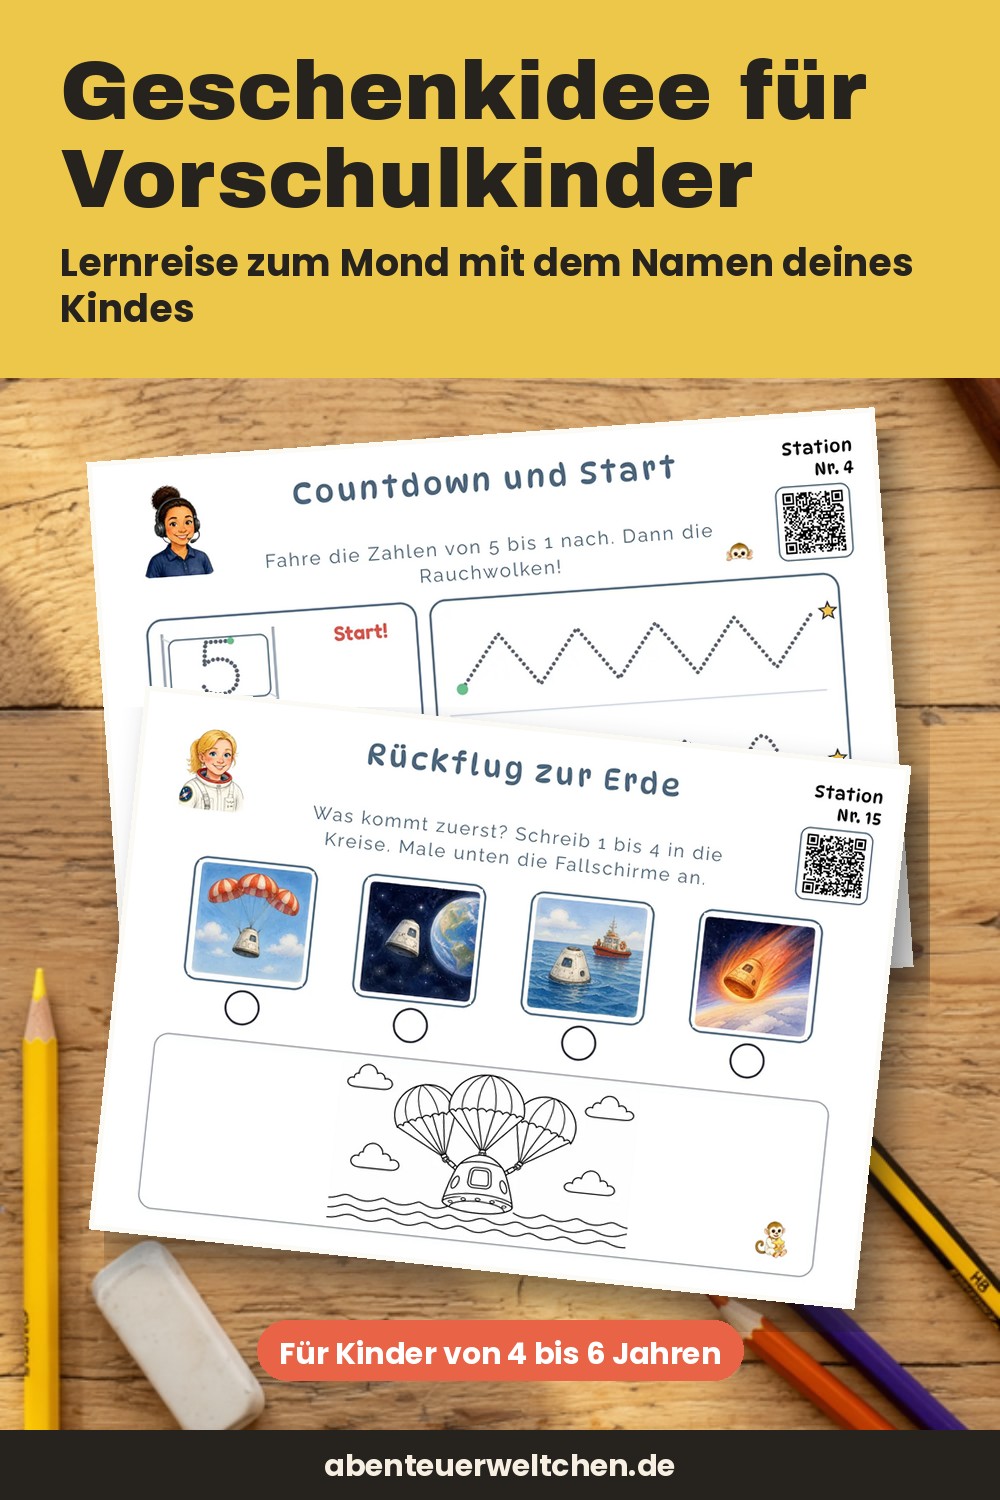 Geschenkidee für
Vorschulkinder
Lernreise zum Mond mit dem Namen deines
Kindes
Station
Nr. 4
Countdown und Start
Fahre die Zahlen von 5 bis 1 nach. Dann die
Rauchwolken!
Start!
5
Station
Nr. 15
Rückflug zur Erde
Was kommt zuerst? Schreib 1 bis 4 in die
Kreise. Male unten die Fallschirme an.
HB
Für Kinder von 4 bis 6 Jahren
abenteuerweltchen.de